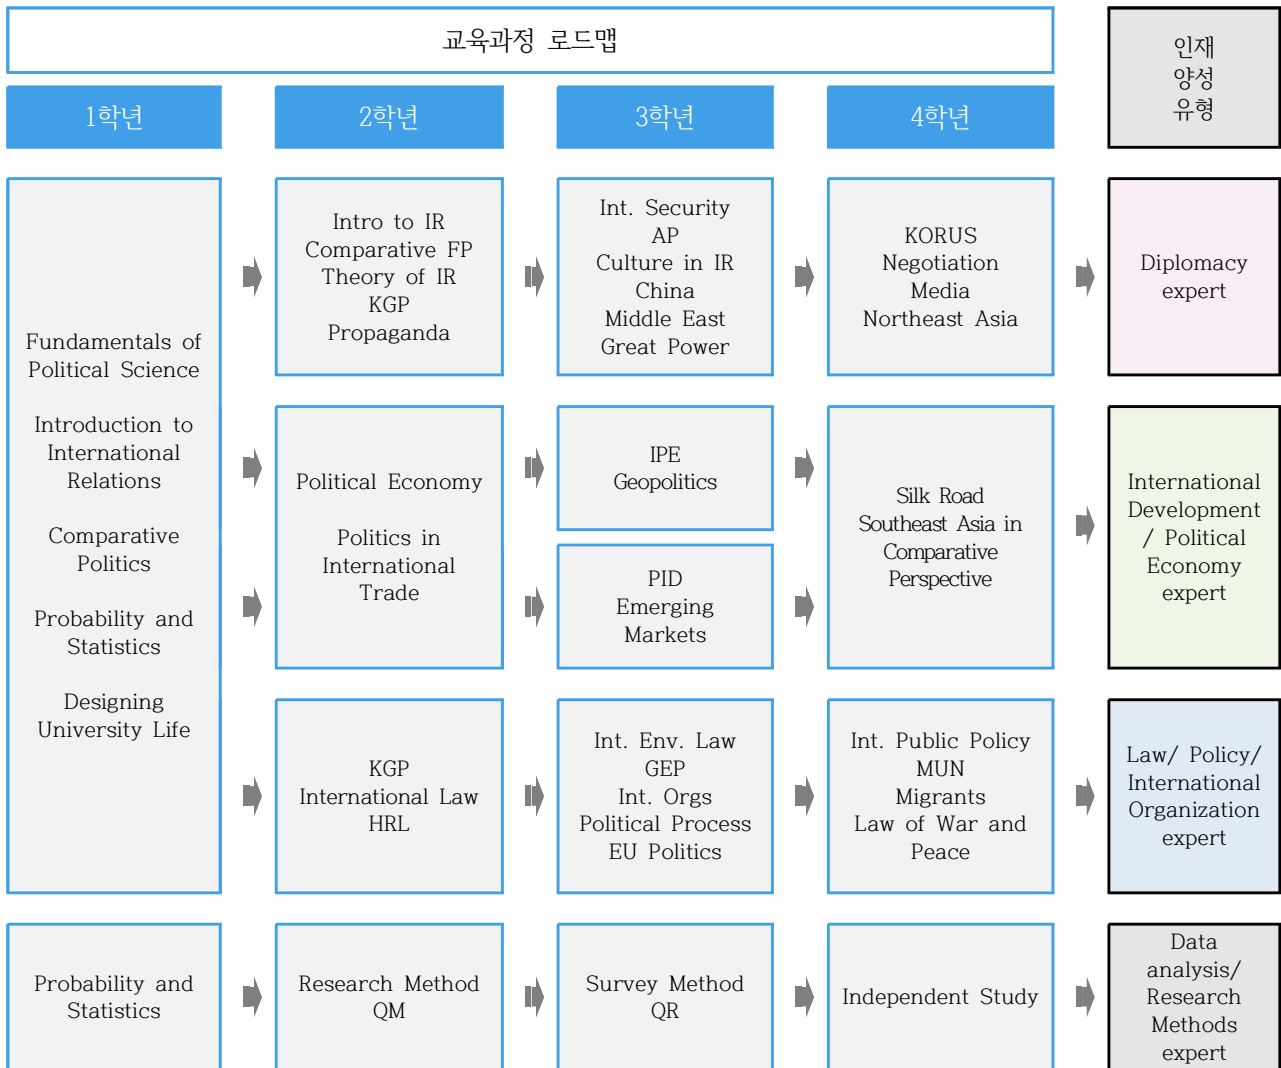 교육과정 로드맵
인재
양성
유형
1학년
2학년
3학년
4학년
Fundamentals of
Political Science
Introduction to
International
Relations
Comparative
Politics
Probability and
Statistics
Designing
University Life
Intro to IR
Comparative FP
Theory of IR
KGP
Propaganda
Int. Security
AP
Culture in IR
China
Middle East
Great Power
KORUS
Negotiation
Media
Northeast Asia
Diplomacy
expert
Political Economy
Politics in
International
Trade
IPE
Geopolitics
PID
Emerging
Markets
Silk Road
Southeast Asia in
Comparative
Perspective
International
Development
/ Political
Economy
expert
KGP
International Law
HRL
Int. Env. Law
GEP
Int. Orgs
Political Process
EU Politics
Int. Public Policy
MUN
Migrants
Law of War and
Peace
Law/ Policy/
International
Organization
expert
Probability and
Statistics
Research Method
QM
Survey Method
QR
Independent Study
Data
analysis/
Research
Methods
expert